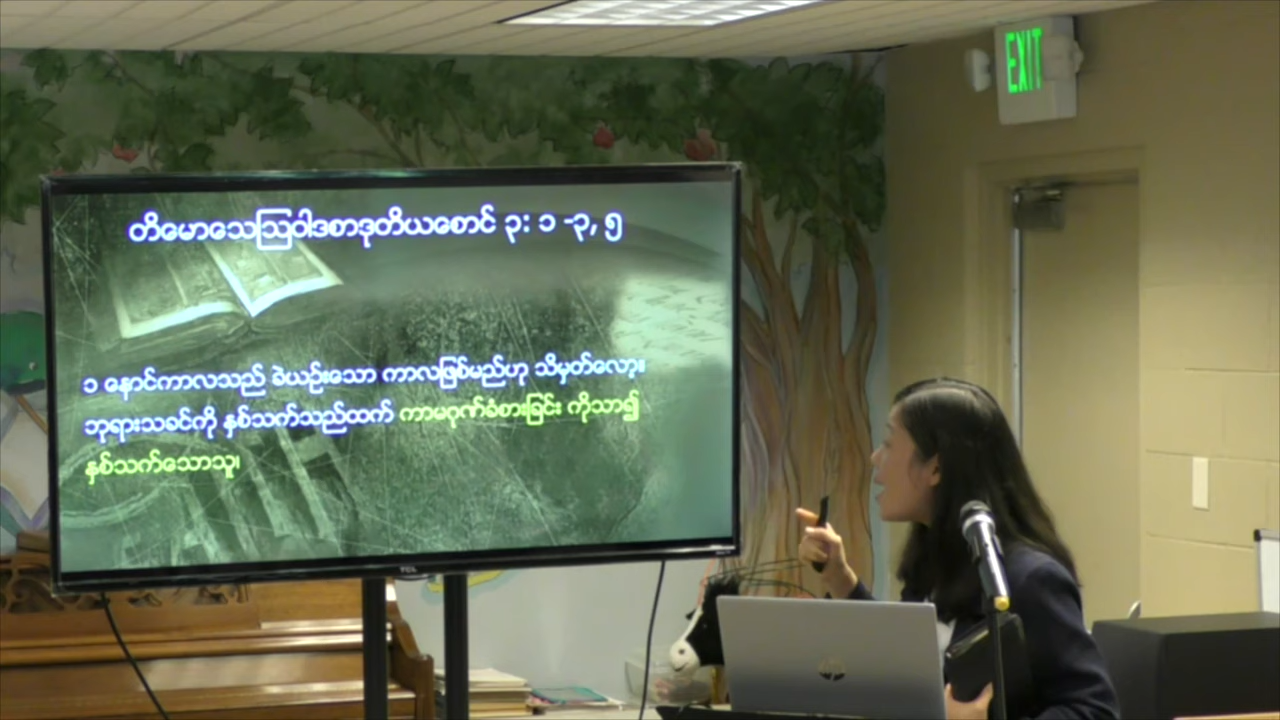 တိမောသေဩဝါဒစာဒုတိယစောင် ၃: ၁ -၃, ၅
၁ နောင်ကာလသည် ခဲယဉ်းသော ကာလဖြစ်မည်ဟု သိမှတ်လော့။
ဘုရားသခင်ကို နှစ်သက်သည်ထက် ကာမဂုဏ်ခံစားခြင်း ကိုသာ၍
နှစ်သက်သောသူ။
EXIT
TCL
hp